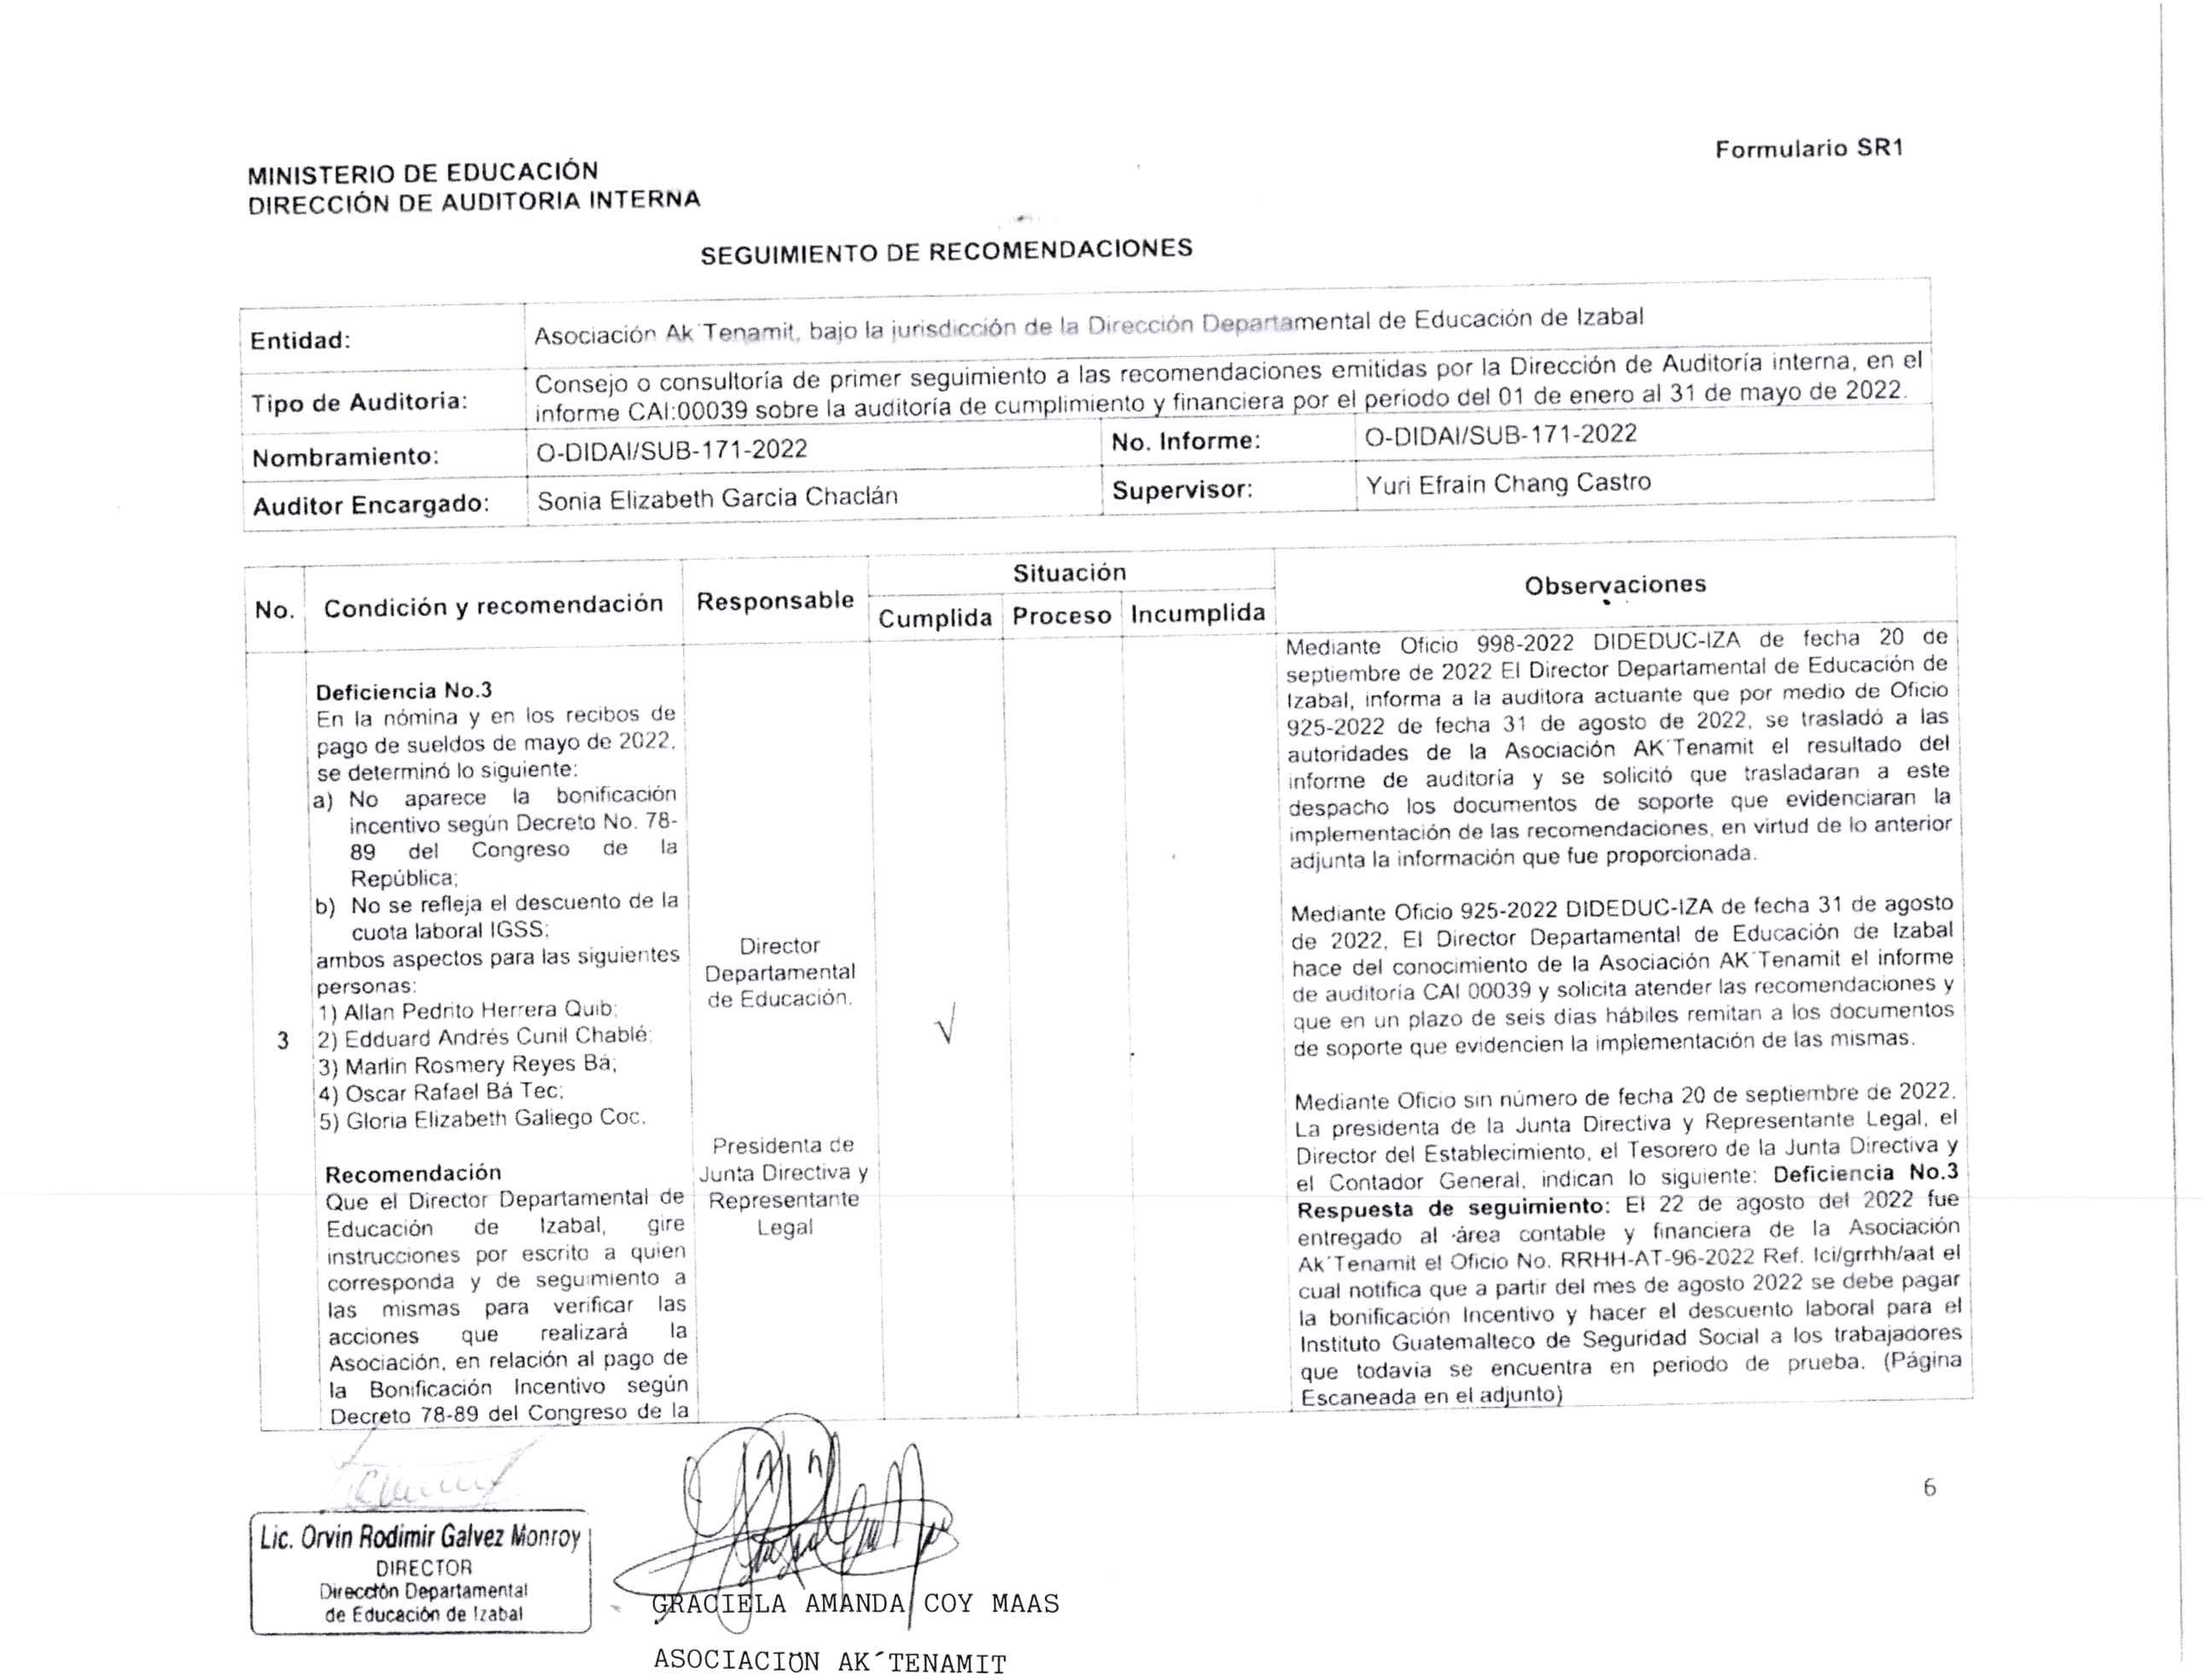 Formulario SR1
MINISTERIO DE EDUCACIÓN
DIRECCIÓN DE AUDITORIA INTERNA
SEGUIMIENTO DE RECOMENDACIONES
Entidad: Asociación Ak´Tenamit, bajo la jurisdicción de la Dirección Departamental de Educación de Izabal
Tipo de Auditoria: Consejo o consultoría de primer seguimiento a las recomendaciones emitidas por la Dirección de Auditoría interna, en el
informe CAI:00039 sobre la auditoría de cumplimiento y financiera por el periodo del 01 de enero al 31 de mayo de 2022.
Nombramiento: O-DIDAI/SUB-171-2022 No. Informe: O-DIDAI/SUB-171-2022
Auditor Encargado: Sonia Elizabeth García Chaclán Supervisor: Yuri Efraín Chang Castro
No. Condición y recomendación Responsable Situación Observaciones
Cumplida Proceso Incumplida
3
Deficiencia No.3
En la nómina y en los recibos de
pago de sueldos de mayo de 2022,
se determinó lo siguiente:
a) No aparece la bonificación
incentivo según Decreto No. 78-
89 del Congreso de la
República;
b) No se refleja el descuento de la
cuota laboral IGSS;
ambos aspectos para las siguientes
personas:
1) Allan Pedrito Herrera Quib;
2) Edduard Andrés Cunil Chablé;
3) Marlin Rosmery Reyes Bá;
4) Oscar Rafael Bá Tec;
5) Gloria Elizabeth Galiego Coc.
Recomendación
Que el Director Departamental de
Educación de Izabal, gire
instrucciones por escrito a quien
corresponda y de seguimiento a
las mismas para verificar las
acciones que realizará la
Asociación, en relación al pago de
la Bonificación Incentivo según
Decreto 78-89 del Congreso de la
Director
Departamental
de Educación.
Presidenta de
Junta Directiva y
Representante
Legal
√
Mediante Oficio 998-2022 DIDEDUC-IZA de fecha 20 de
septiembre de 2022 El Director Departamental de Educación de
Izabal, informa a la auditora actuante que por medio de Oficio
925-2022 de fecha 31 de agosto de 2022, se trasladó a las
autoridades de la Asociación AK´Tenamit el resultado del
informe de auditoría y se solicitó que trasladaran a este
despacho los documentos de soporte que evidenciaran la
implementación de las recomendaciones, en virtud de lo anterior
adjunta la información que fue proporcionada.
Mediante Oficio 925-2022 DIDEDUC-IZA de fecha 31 de agosto
de 2022, El Director Departamental de Educación de Izabal
hace del conocimiento de la Asociación AK´Tenamit el informe
de auditoría CAI 00039 y solicita atender las recomendaciones y
que en un plazo de seis días hábiles remitan a los documentos
de soporte que evidencien la implementación de las mismas.
Mediante Oficio sin número de fecha 20 de septiembre de 2022.
La presidenta de la Junta Directiva y Representante Legal, el
Director del Establecimiento, el Tesorero de la Junta Directiva y
el Contador General, indican lo siguiente: Deficiencia No.3
Respuesta de seguimiento: El 22 de agosto del 2022 fue
entregado al área contable y financiera de la Asociación
Ak´Tenamit el Oficio No. RRHH-AT-96-2022 Ref. Ici/grrhh/aat el
cual notifica que a partir del mes de agosto 2022 se debe pagar
la bonificación Incentivo y hacer el descuento laboral para el
Instituto Guatemalteco de Seguridad Social a los trabajadores
que todavía se encuentra en periodo de prueba. (Página
Escaneada en el adjunto)
6
Lic. Orvin Rodimir Galvez Monroy
DIRECTOR
Dirección Departamental
de Educación de Izabal
GRACIELA AMANDA COY MAAS
ASOCIACION AK´TENAMIT